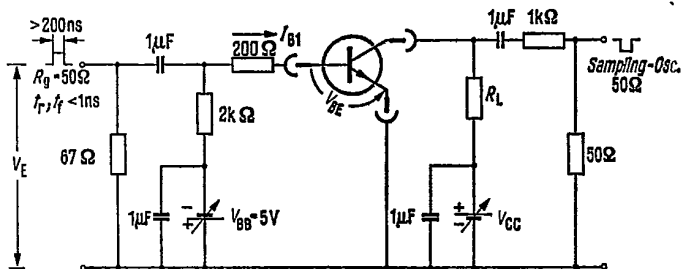 >200ns
1µF
I_B1
200Ω
1µF
1kΩ
R_g=50Ω
t_r, t_f <1ns
V_BE
Sampling-Osc.
50Ω
2kΩ
R_L
V_E
67Ω
50Ω
1µF
-
+
V_BB=5V
1µF
+
-
V_CC